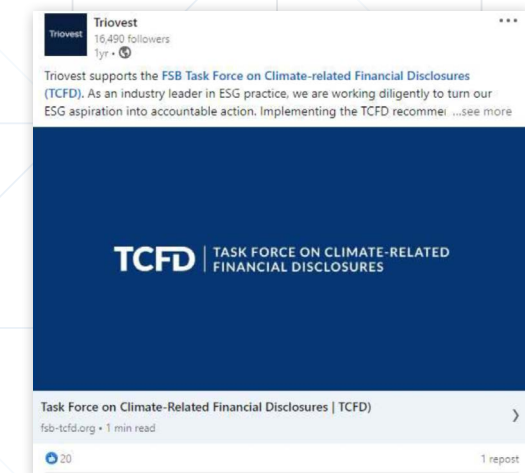 Triovest
Triovest
16,490 followers
1yr •
Triovest supports the FSB Task Force on Climate-related Financial Disclosures
(TCFD). As an industry leader in ESG practice, we are working diligently to turn our
ESG aspiration into accountable action. Implementing the TCFD recommei ...see more
TCFD | TASK FORCE ON CLIMATE-RELATED
FINANCIAL DISCLOSURES
Task Force on Climate-Related Financial Disclosures | TCFD)
fsb-tcfd.org • 1 min read
20
1 repost